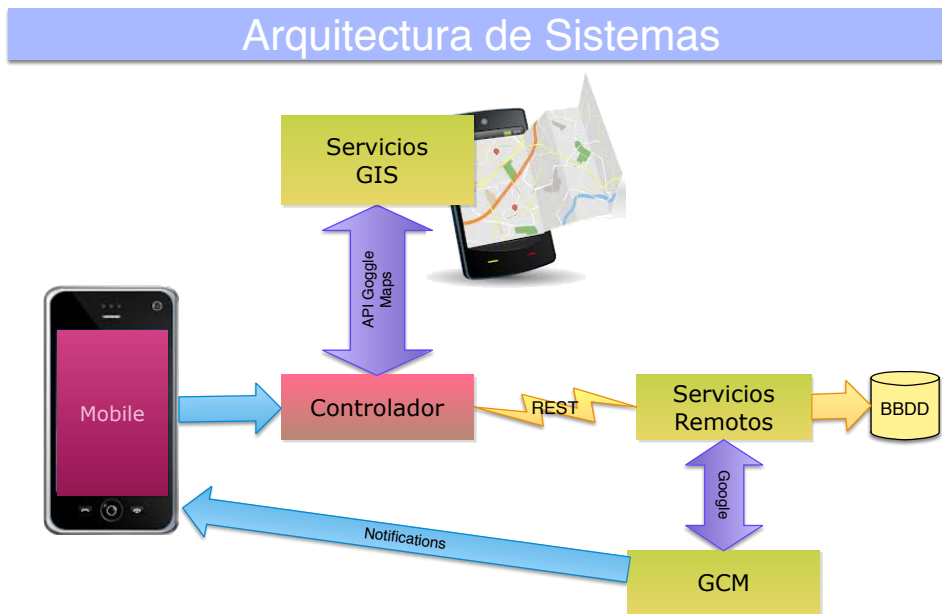 Arquitectura de Sistemas
Servicios
GIS
API Goggle
Maps
Mobile
Controlador
REST
Servicios
Remotos
BBDD
Google
Notifications
GCM